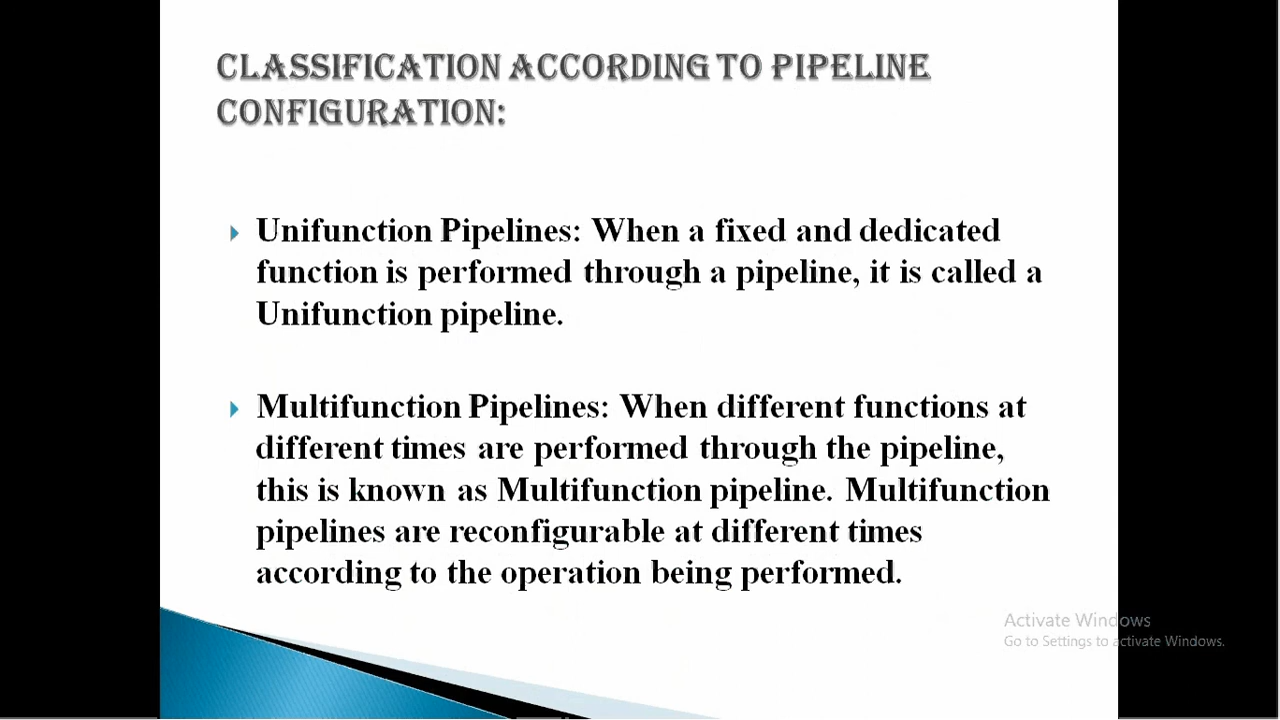 CLASSIFICATION ACCORDING TO PIPELINE
CONFIGURATION:
Unifunction Pipelines: When a fixed and dedicated
function is performed through a pipeline, it is called a
Unifunction pipeline.
Multifunction Pipelines: When different functions at
different times are performed through the pipeline,
this is known as Multifunction pipeline. Multifunction
pipelines are reconfigurable at different times
according to the operation being performed.
Activate Windows
Go to Settings to activate Windows.